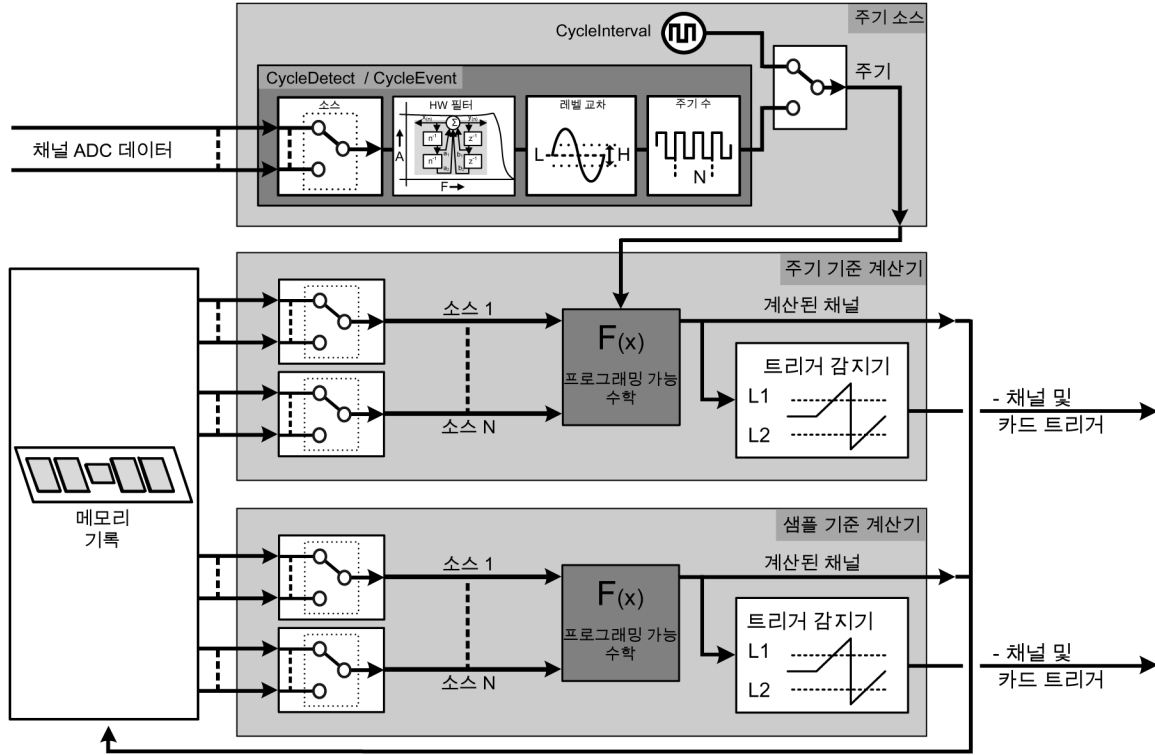 주기 소스
CycleInterval
주기
CycleDetect / CycleEvent
소스
HW 필터
레벨 교차
주기 수
채널 ADC 데이터
A
F
Σ
n⁻¹
z⁻¹
n⁻¹
z⁻¹
L
H
N
주기 기준 계산기
소스 1
F(x)
프로그래밍 가능
수학
소스 N
계산된 채널
트리거 감지기
L1
L2
- 채널 및
카드 트리거
메모리
기록
샘플 기준 계산기
소스 1
F(x)
프로그래밍 가능
수학
소스 N
계산된 채널
트리거 감지기
L1
L2
- 채널 및
카드 트리거